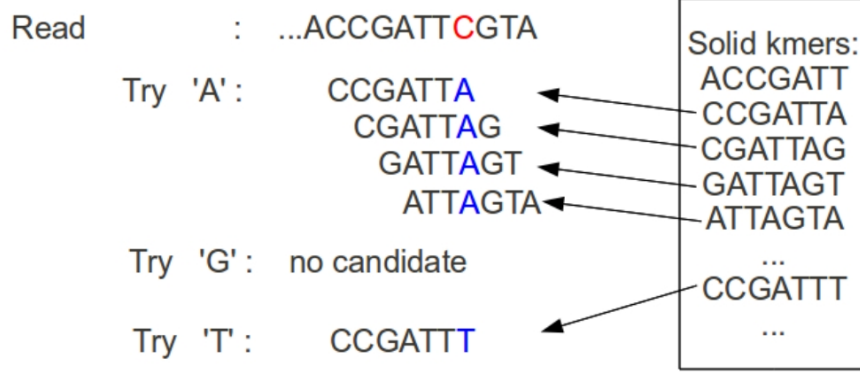 Read : ...ACCGATTCGTA
Try 'A' : CCGATTA
CGATTAG
GATTAGT
ATTAGTA
Try 'G' : no candidate
Try 'T' : CCGATTT
Solid kmers:
ACCGATT
CCGATTA
CGATTAG
GATTAGT
ATTAGTA
...
CCGATTT
...